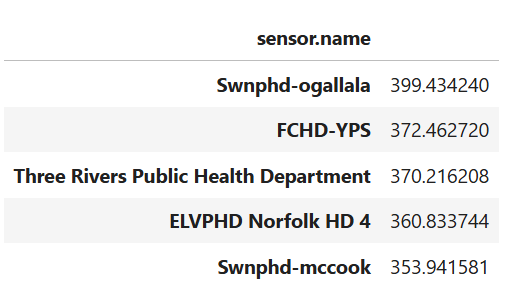 sensor.name
Swnphd-ogallala 399.434240
FCHD-YPS 372.462720
Three Rivers Public Health Department 370.216208
ELVPHD Norfolk HD 4 360.833744
Swnphd-mccook 353.941581